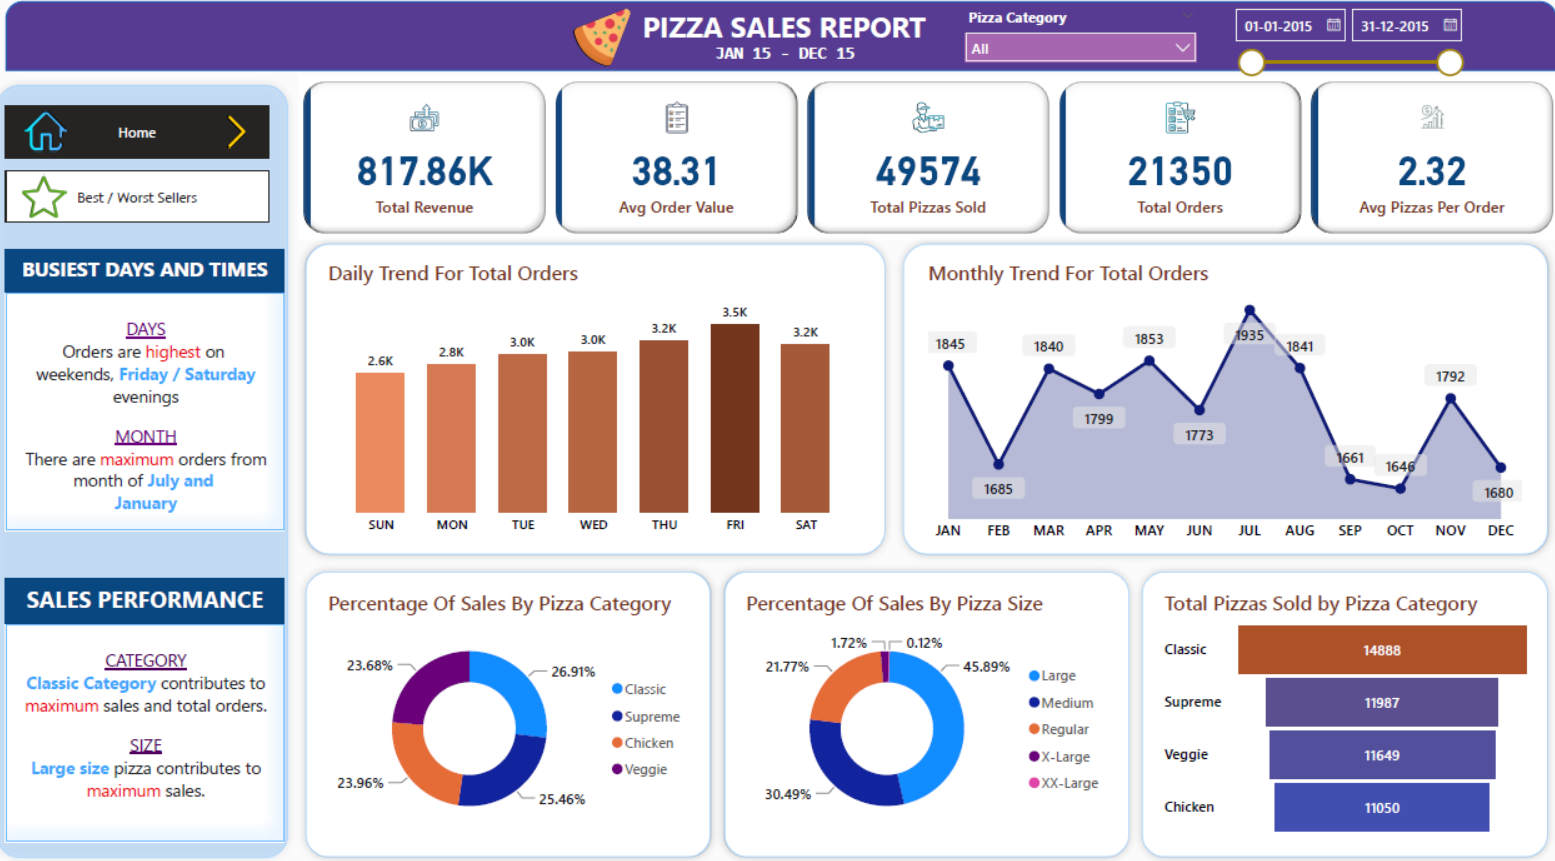 PIZZA SALES REPORT
JAN 15 - DEC 15
Pizza Category
All
01-01-2015
31-12-2015
Home
Best / Worst Sellers
817.86K
Total Revenue
38.31
Avg Order Value
49574
Total Pizzas Sold
21350
Total Orders
2.32
Avg Pizzas Per Order
BUSIEST DAYS AND TIMES
DAYS
Orders are highest on
weekends, Friday / Saturday
evenings
MONTH
There are maximum orders from
month of July and
January
SALES PERFORMANCE
CATEGORY
Classic Category contributes to
maximum sales and total orders.
SIZE
Large size pizza contributes to
maximum sales.
Daily Trend For Total Orders
2.6K
2.8K
3.0K
3.0K
3.2K
3.5K
3.2K
SUN
MON
TUE
WED
THU
FRI
SAT
Monthly Trend For Total Orders
1845
1685
1840
1799
1853
1773
1935
1841
1661
1646
1792
1680
JAN
FEB
MAR
APR
MAY
JUN
JUL
AUG
SEP
OCT
NOV
DEC
Percentage Of Sales By Pizza Category
23.68%
26.91%
23.96%
25.46%
Classic
Supreme
Chicken
Veggie
Percentage Of Sales By Pizza Size
1.72%
0.12%
21.77%
45.89%
30.49%
Large
Medium
Regular
X-Large
XX-Large
Total Pizzas Sold by Pizza Category
Classic
14888
Supreme
11987
Veggie
11649
Chicken
11050